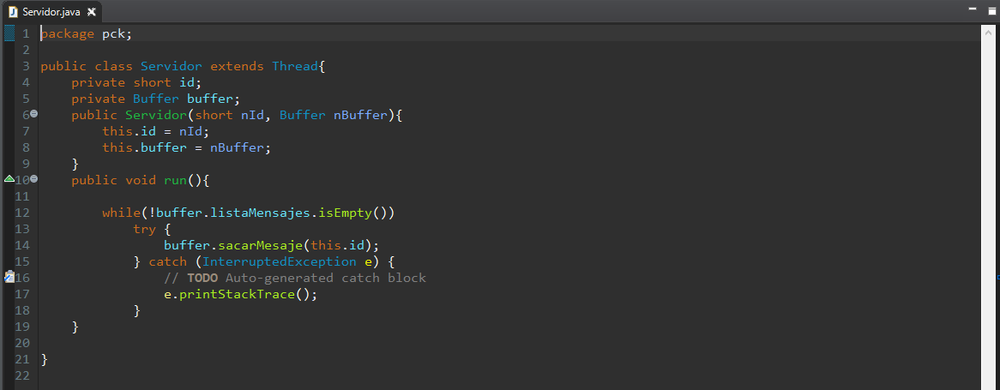 Servidor.java
1 package pck;
2
3 public class Servidor extends Thread{
4     private short id;
5     private Buffer buffer;
6     public Servidor(short nId, Buffer nBuffer){
7         this.id = nId;
8         this.buffer = nBuffer;
9     }
10     public void run(){
11
12         while(!buffer.listaMensajes.isEmpty())
13             try {
14                 buffer.sacarMesaje(this.id);
15             } catch (InterruptedException e) {
16                 // TODO Auto-generated catch block
17                 e.printStackTrace();
18             }
19     }
20
21 }
22